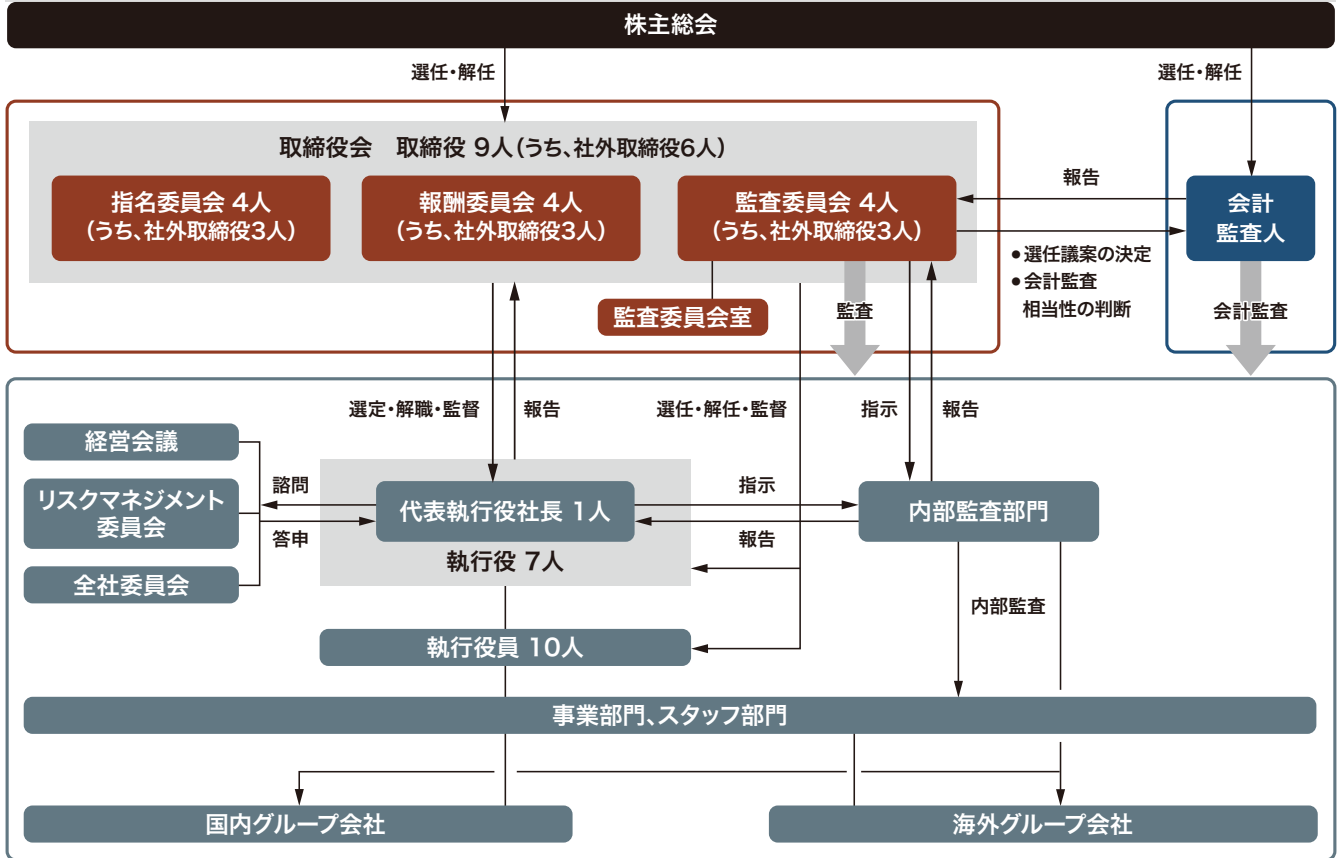 株主総会
選任・解任
選任・解任
取締役会　取締役 9人(うち、社外取締役6人)
指名委員会 4人
(うち、社外取締役3人)
報酬委員会 4人
(うち、社外取締役3人)
監査委員会 4人
(うち、社外取締役3人)
報告
会計
監査人
●選任議案の決定
●会計監査
相当性の判断
監査委員会室
監査
会計監査
選定・解職・監督
報告
選任・解任・監督
指示
報告
経営会議
リスクマネジメント
委員会
全社委員会
諮問
答申
代表執行役社長 1人
執行役 7人
指示
報告
内部監査部門
内部監査
執行役員 10人
事業部門、スタッフ部門
国内グループ会社
海外グループ会社